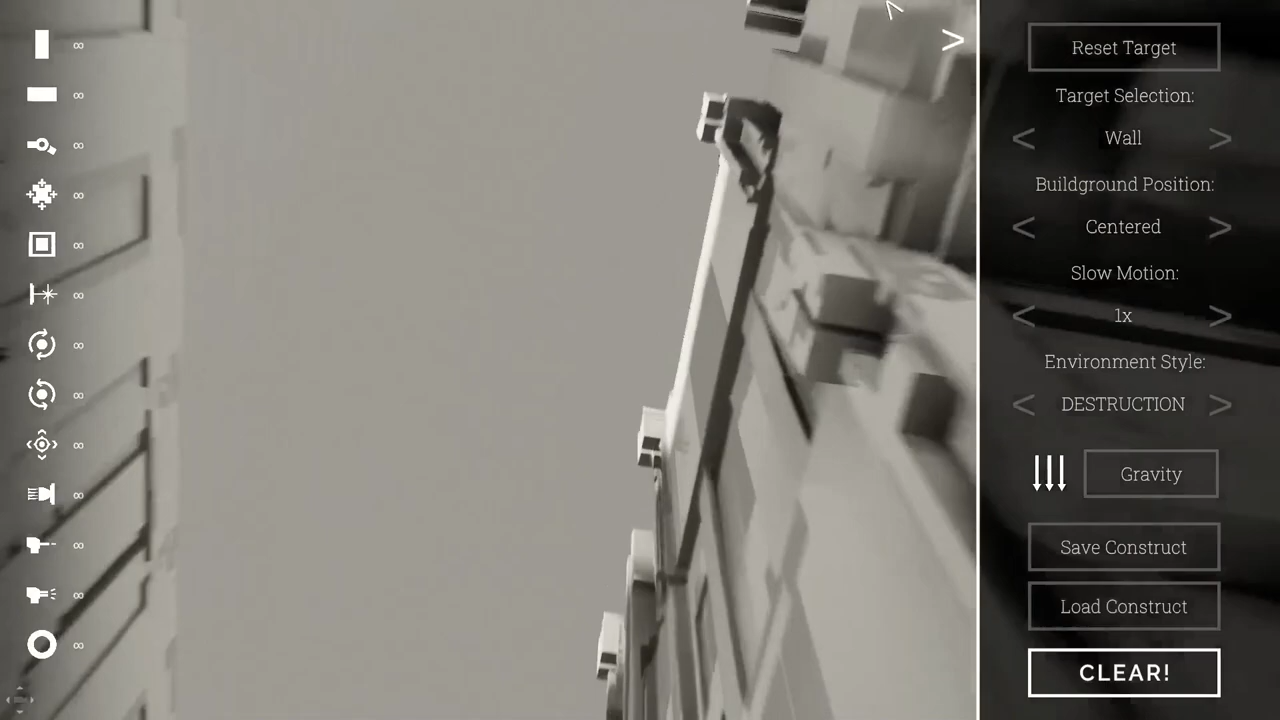 ∞
∞
∞
∞
∞
∞
∞
∞
∞
∞
∞
∞
∞
Reset Target
Target Selection:
< Wall >
Buildground Position:
< Centered >
Slow Motion:
< 1x >
Environment Style:
< DESTRUCTION >
Gravity
Save Construct
Load Construct
CLEAR!